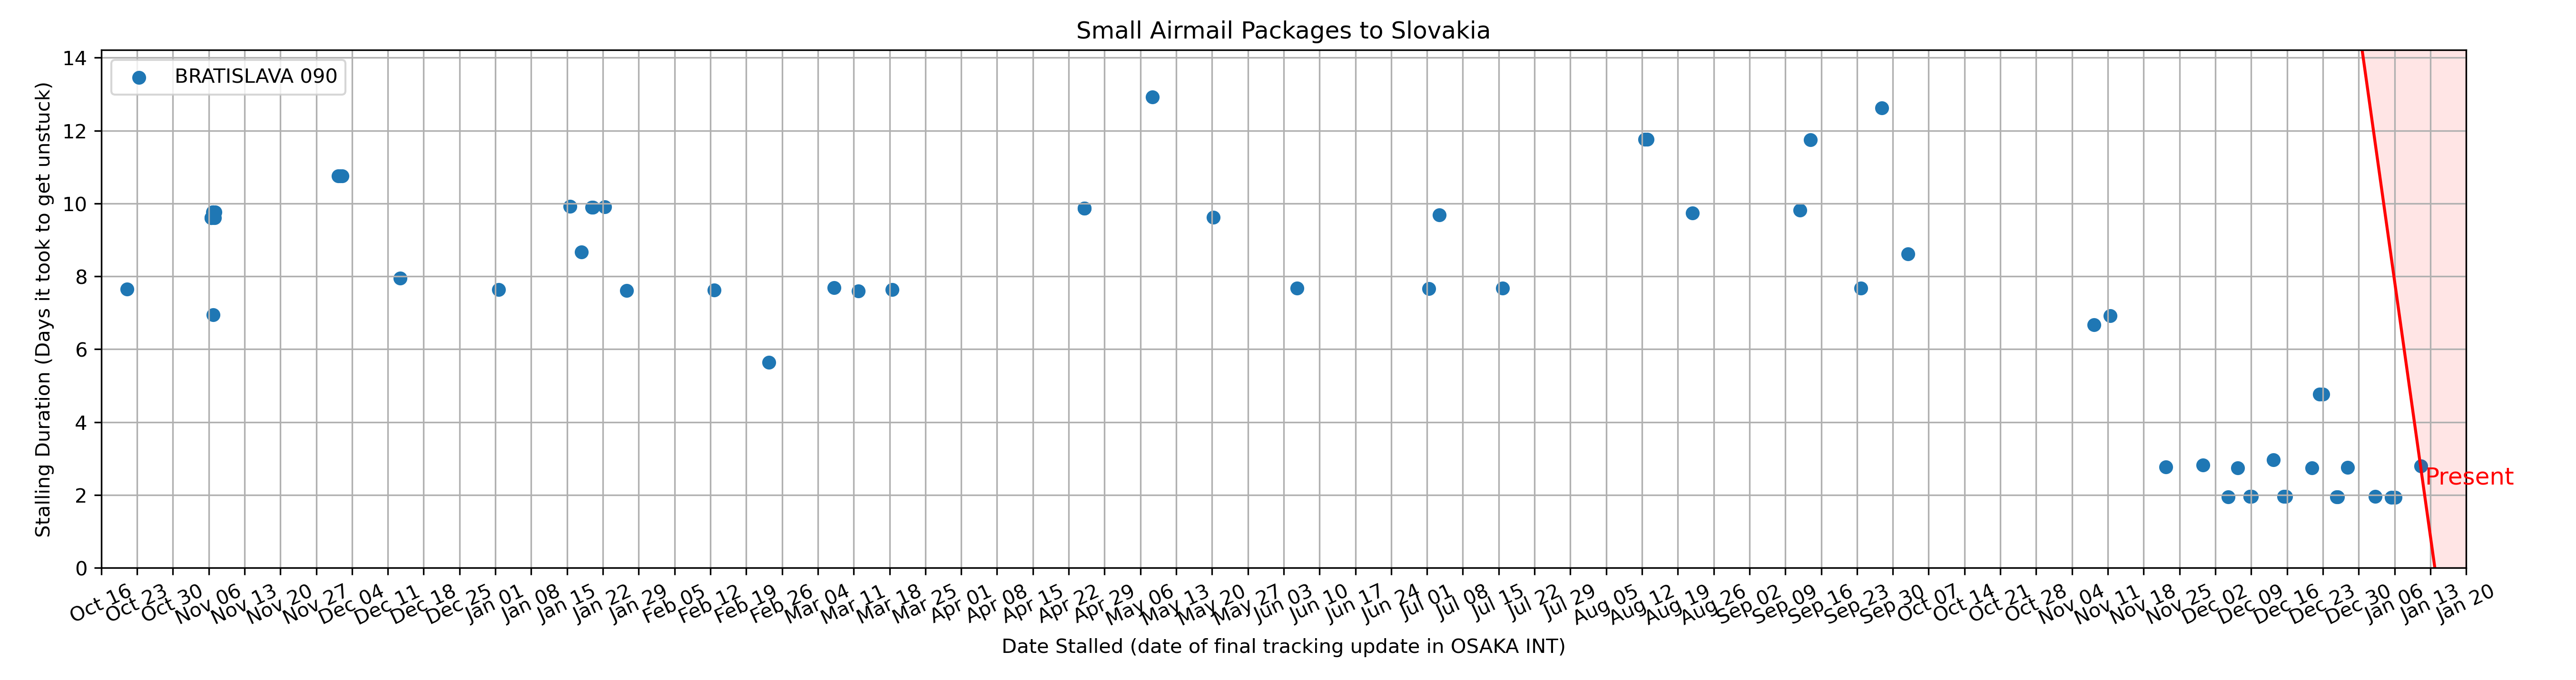 Small Airmail Packages to Slovakia
BRATISLAVA 090
Stalling Duration (Days it took to get unstuck)
14
12
10
8
6
4
2
0
Present
Oct 16 Oct 23 Oct 30 Nov 06 Nov 13 Nov 20 Nov 27 Dec 04 Dec 11 Dec 18 Dec 25 Jan 01 Jan 08 Jan 15 Jan 22 Jan 29 Feb 05 Feb 12 Feb 19 Feb 26 Mar 04 Mar 11 Mar 18 Mar 25 Apr 01 Apr 08 Apr 15 Apr 22 Apr 29 May 06 May 13 May 20 May 27 Jun 03 Jun 10 Jun 17 Jun 24 Jul 01 Jul 08 Jul 15 Jul 22 Jul 29 Aug 05 Aug 12 Aug 19 Aug 26 Sep 02 Sep 09 Sep 16 Sep 23 Sep 30 Oct 07 Oct 14 Oct 21 Oct 28 Nov 04 Nov 11 Nov 18 Nov 25 Dec 02 Dec 09 Dec 16 Dec 23 Dec 30 Jan 06 Jan 13 Jan 20
Date Stalled (date of final tracking update in OSAKA INT)